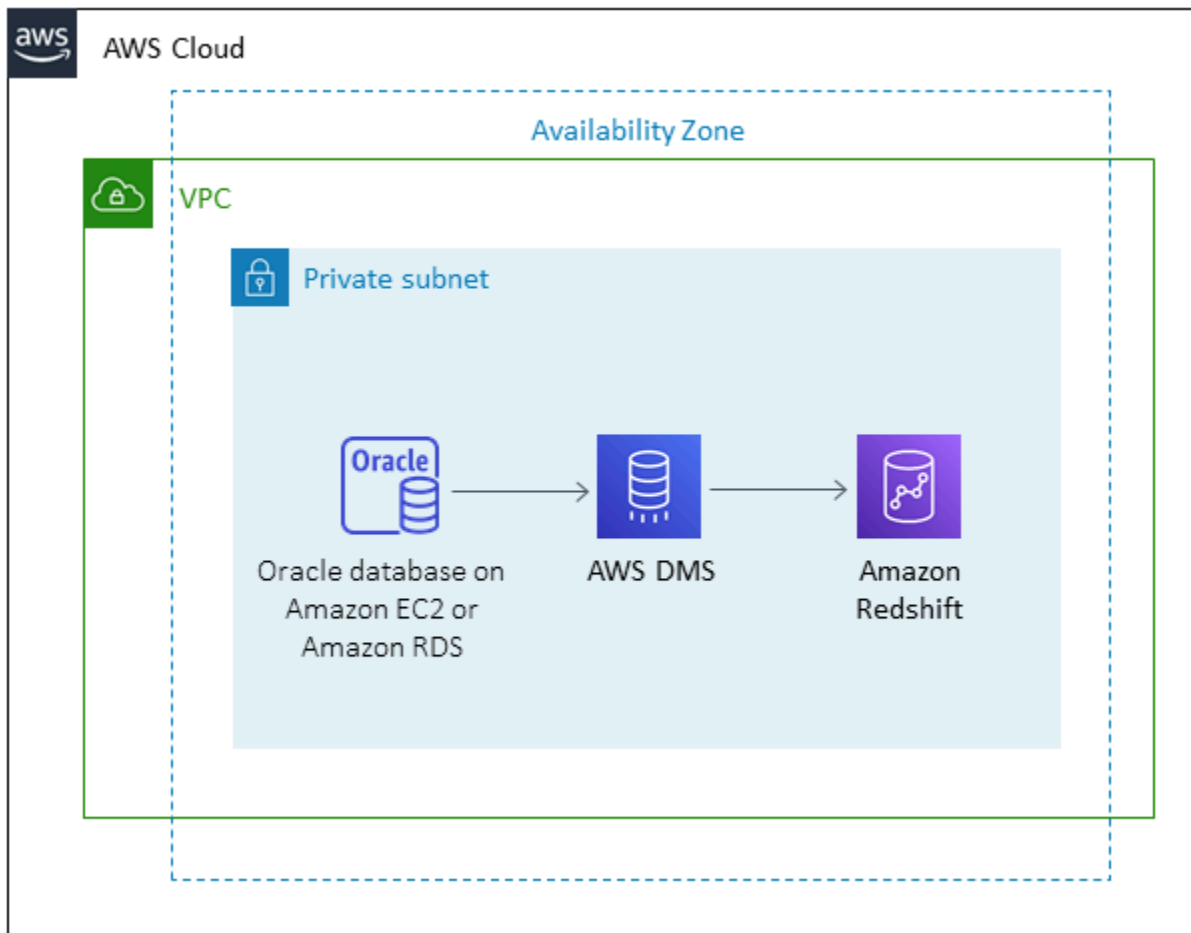 aws
AWS Cloud
Availability Zone
VPC
Private subnet
Oracle
Oracle database on
Amazon EC2 or
Amazon RDS
AWS DMS
Amazon
Redshift